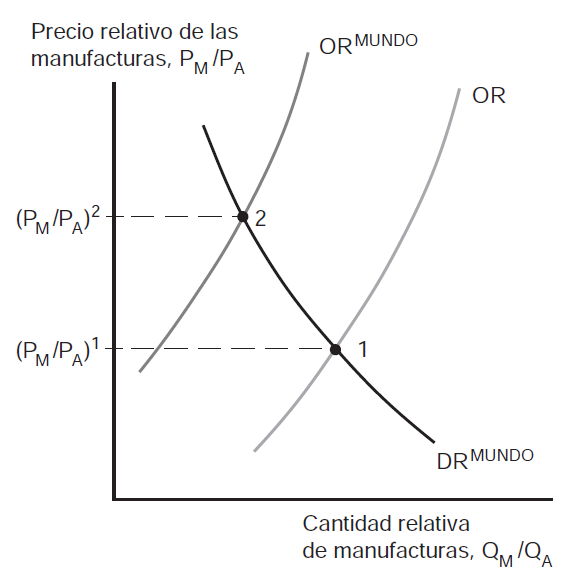 Precio relativo de las
manufacturas, P_M/P_A
OR^MUNDO
OR
(P_M/P_A)^2
2
(P_M/P_A)^1
1
DR^MUNDO
Cantidad relativa
de manufacturas, Q_M/Q_A